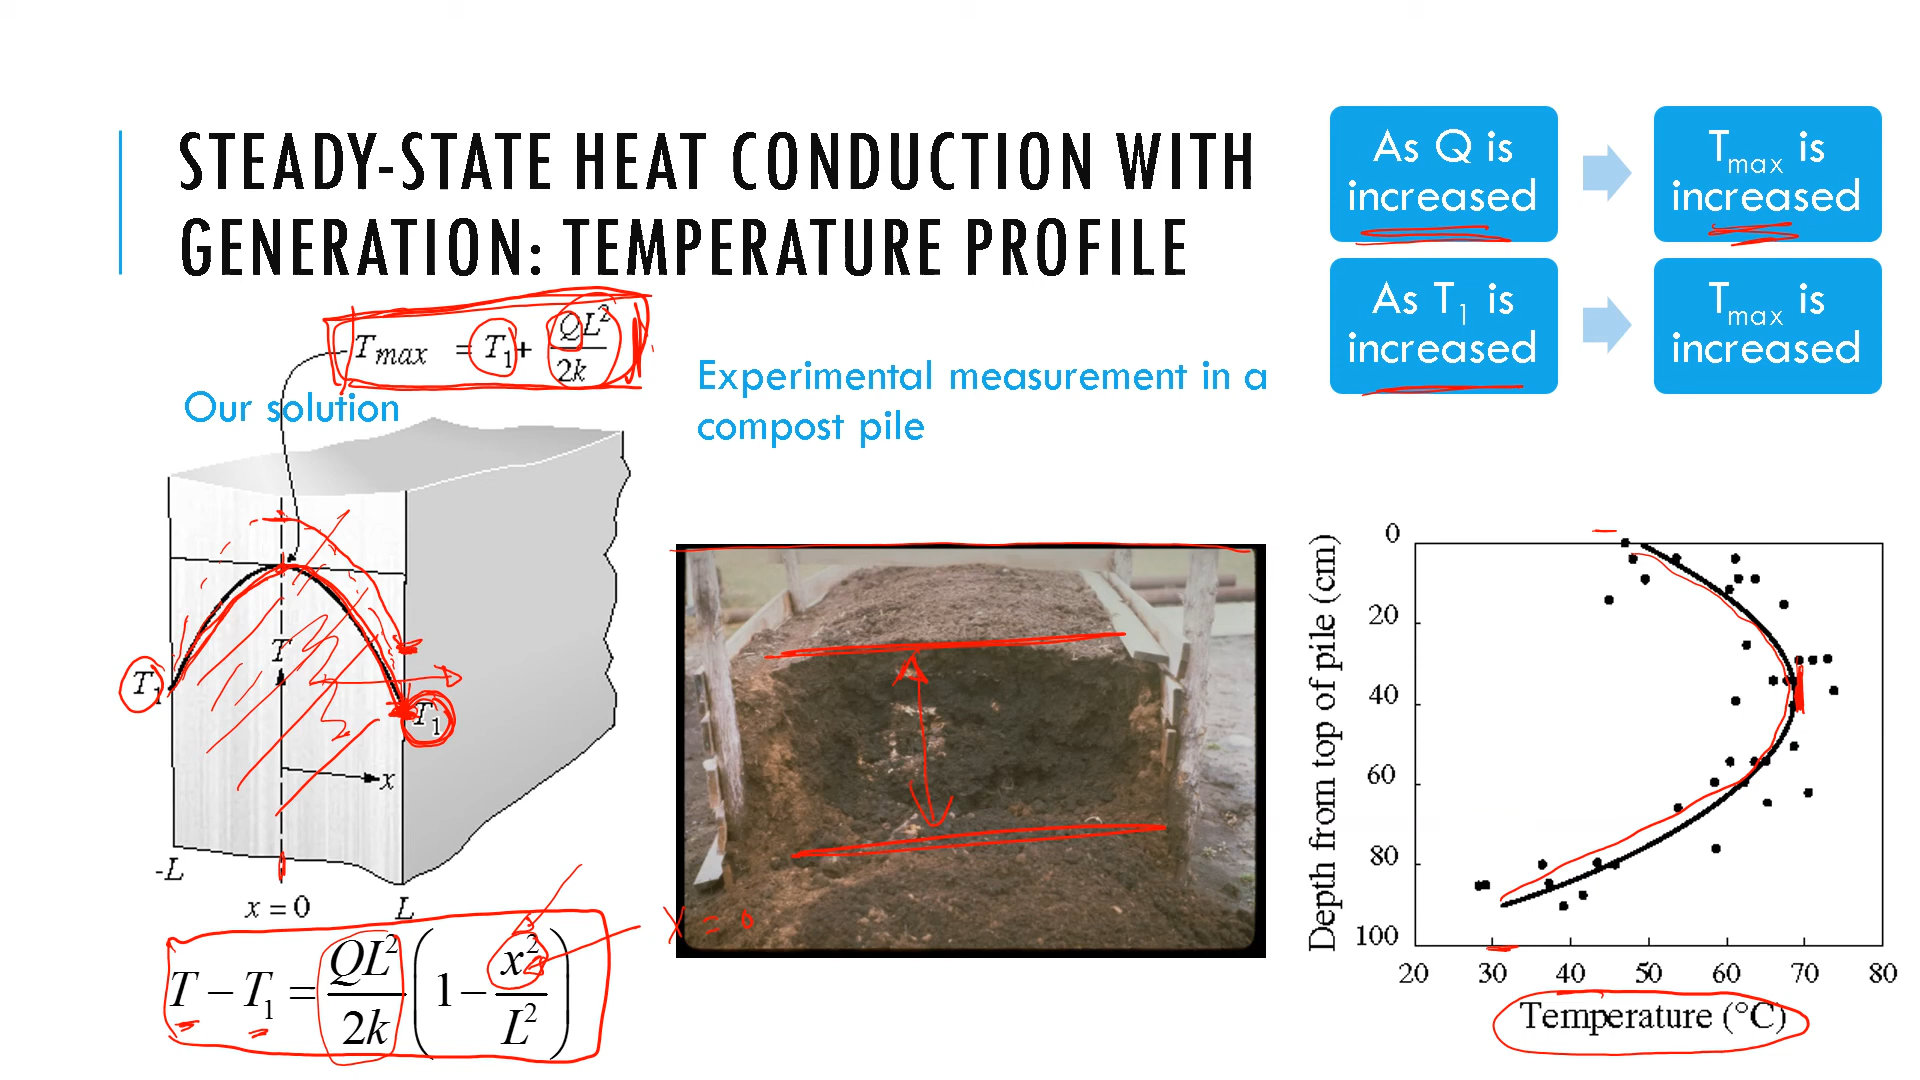 STEADY-STATE HEAT CONDUCTION WITH
GENERATION: TEMPERATURE PROFILE
As Q is
increased
Tmax is
increased
As T1 is
increased
Tmax is
increased
Tmax = T1 + QL²/2k
Our solution
Experimental measurement in a
compost pile
T
T1
T1
x
-L
x = 0
L
T − T1 = QL²/2k (1 − x²/L²)
X = 0
Depth from top of pile (cm)
0
20
40
60
80
100
20 30 40 50 60 70 80
Temperature (°C)